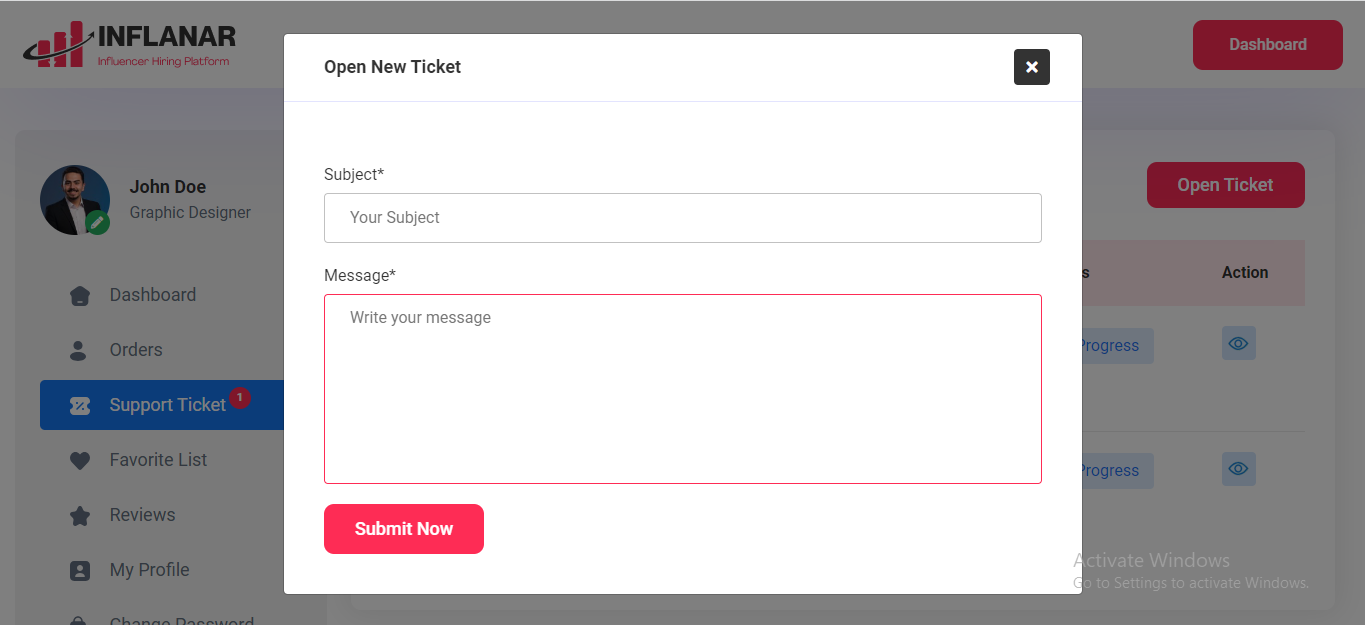 INFLANAR
Influencer Hiring Platform
Dashboard
Open New Ticket
John Doe
Graphic Designer
Open Ticket
Subject*
Your Subject
Message*
Write your message
Action
Dashboard
Orders
Progress
Support Ticket
1
Favorite List
Progress
Reviews
Submit Now
My Profile
Activate Windows
Go to Settings to activate Windows.
Change Password